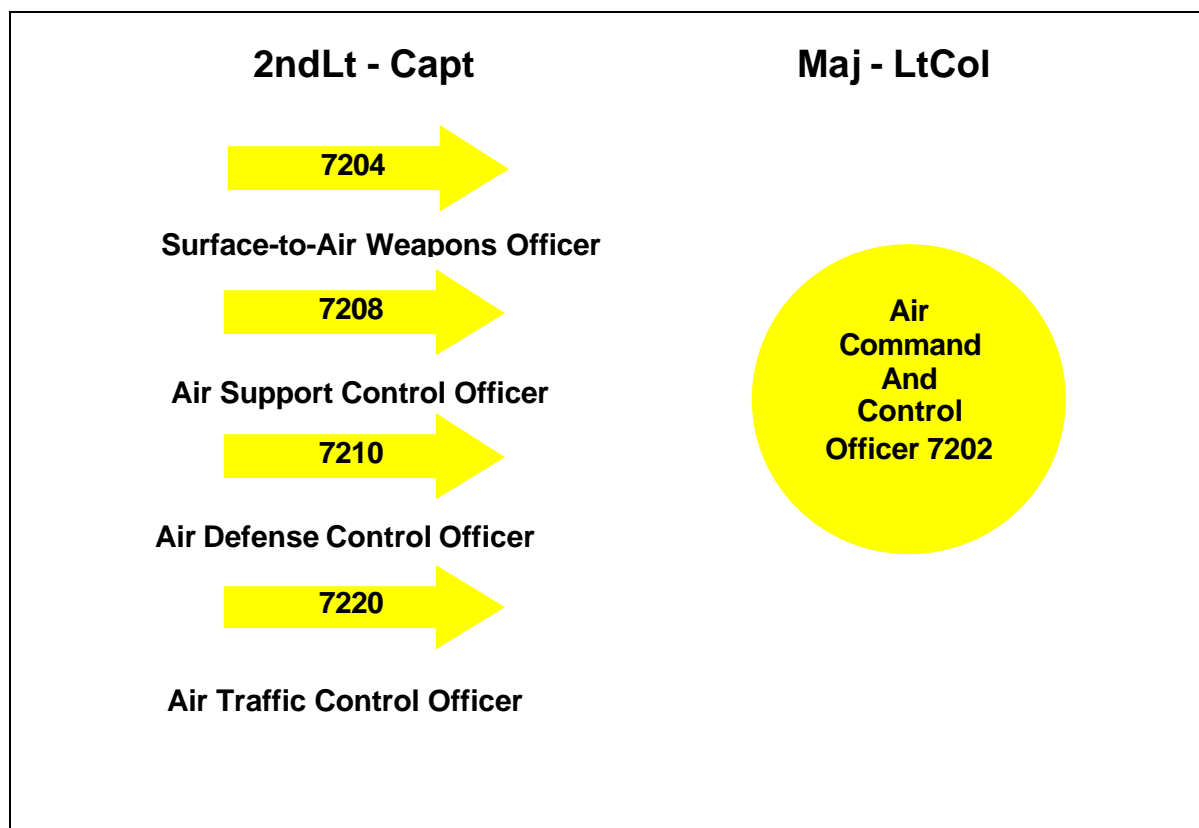 2ndLt - Capt
Maj - LtCol
7204
Surface-to-Air Weapons Officer
7208
Air Support Control Officer
7210
Air Defense Control Officer
7220
Air Traffic Control Officer
Air
Command
And
Control
Officer 7202